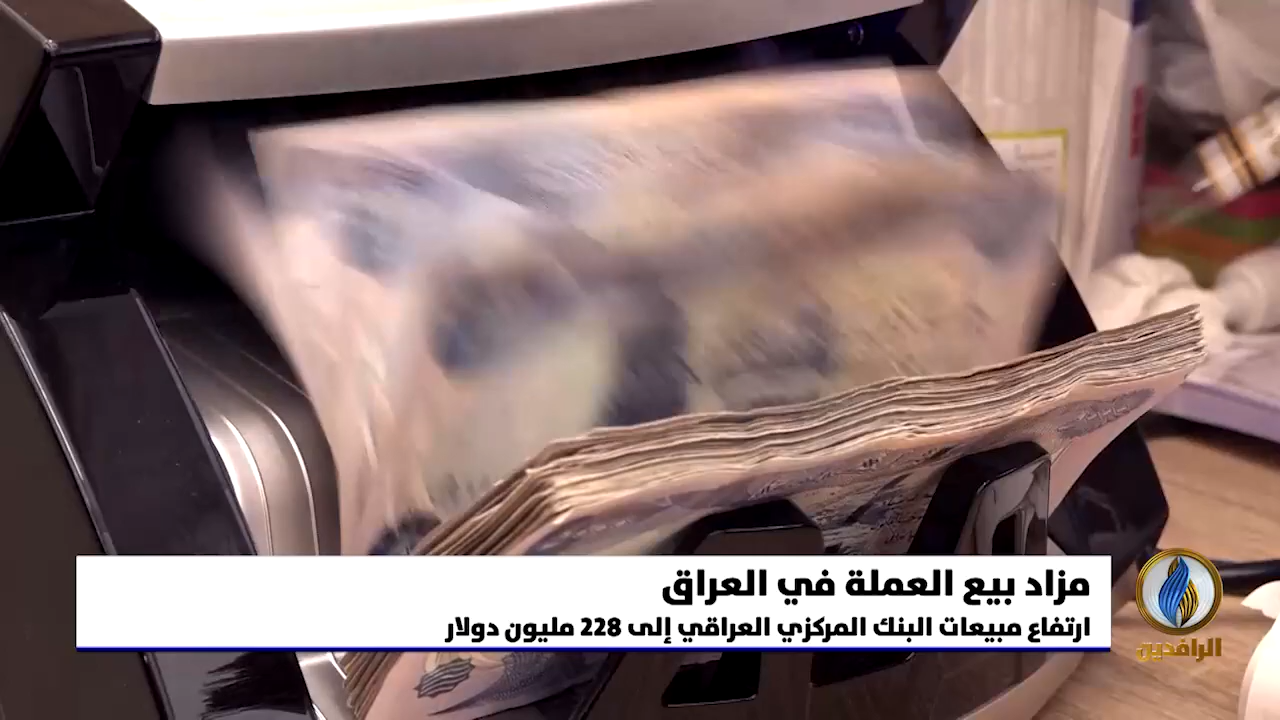 مزاد بيع العملة في العراق
ارتفاع مبيعات البنك المركزي العراقي إلى 228 مليون دولار
الرافدين